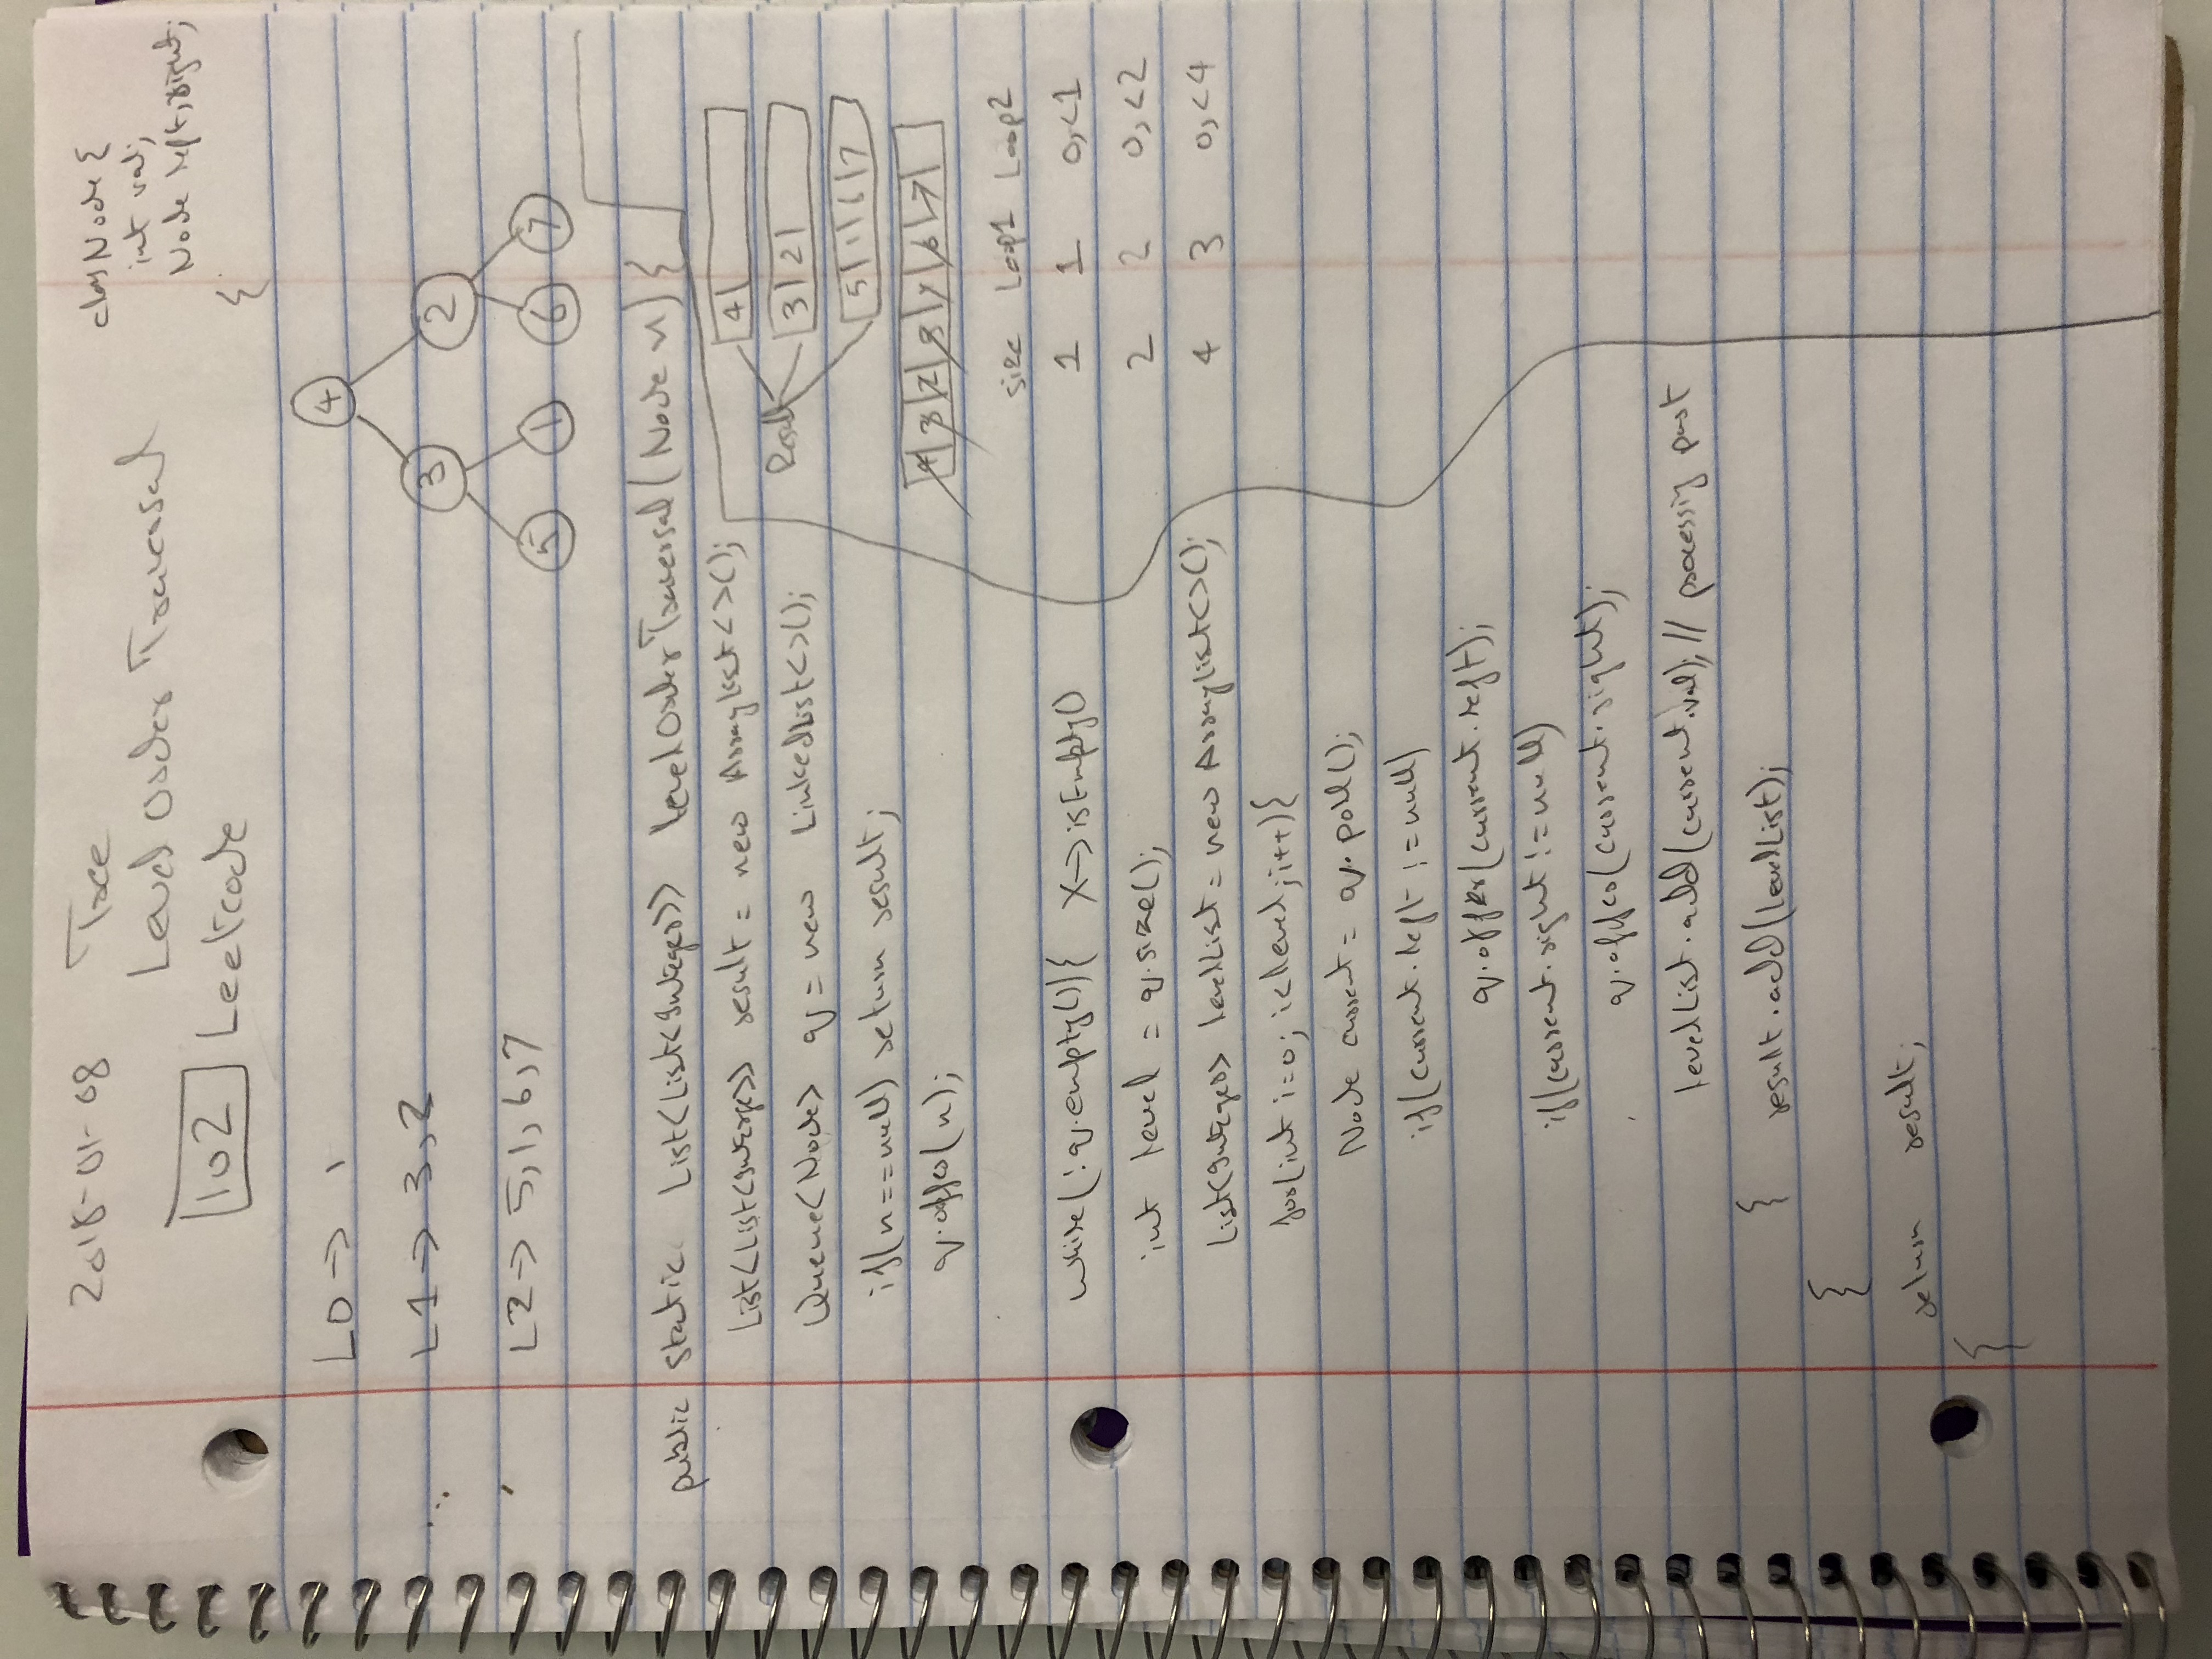 2018-01-08 Tree
Level Order Traversal
102 Leetcode
class Node {
int val;
Node left, right;
}
L0 -> 1
L1 -> 3, 2
L2 -> 5, 1, 6, 7
4
3 2
5 1 6 7
public static List<List<Integer>> levelOrderTraversal(Node n) {
List<List<Integer>> result = new ArrayList<>();
Queue<Node> q = new LinkedList<>();
if(n==null) return result;
q.offer(n);
while(!q.empty()){ X-> isEmpty()
int level = q.size();
List<Integer> levelList = new ArrayList<>();
for(int i=0; i<level; i++){
Node current = q.poll();
if(current.left != null)
q.offer(current.left);
if(current.right != null)
q.offer(current.right);
levelList.add(current.val); // processing part
} result.add(levelList);
}
return result;
}
Result
4
3 2
5 1 6 7
4 3 2 5 1 6 7
size Loop1 Loop2
1 1 0,<1
2 2 0,<2
4 3 0,<4